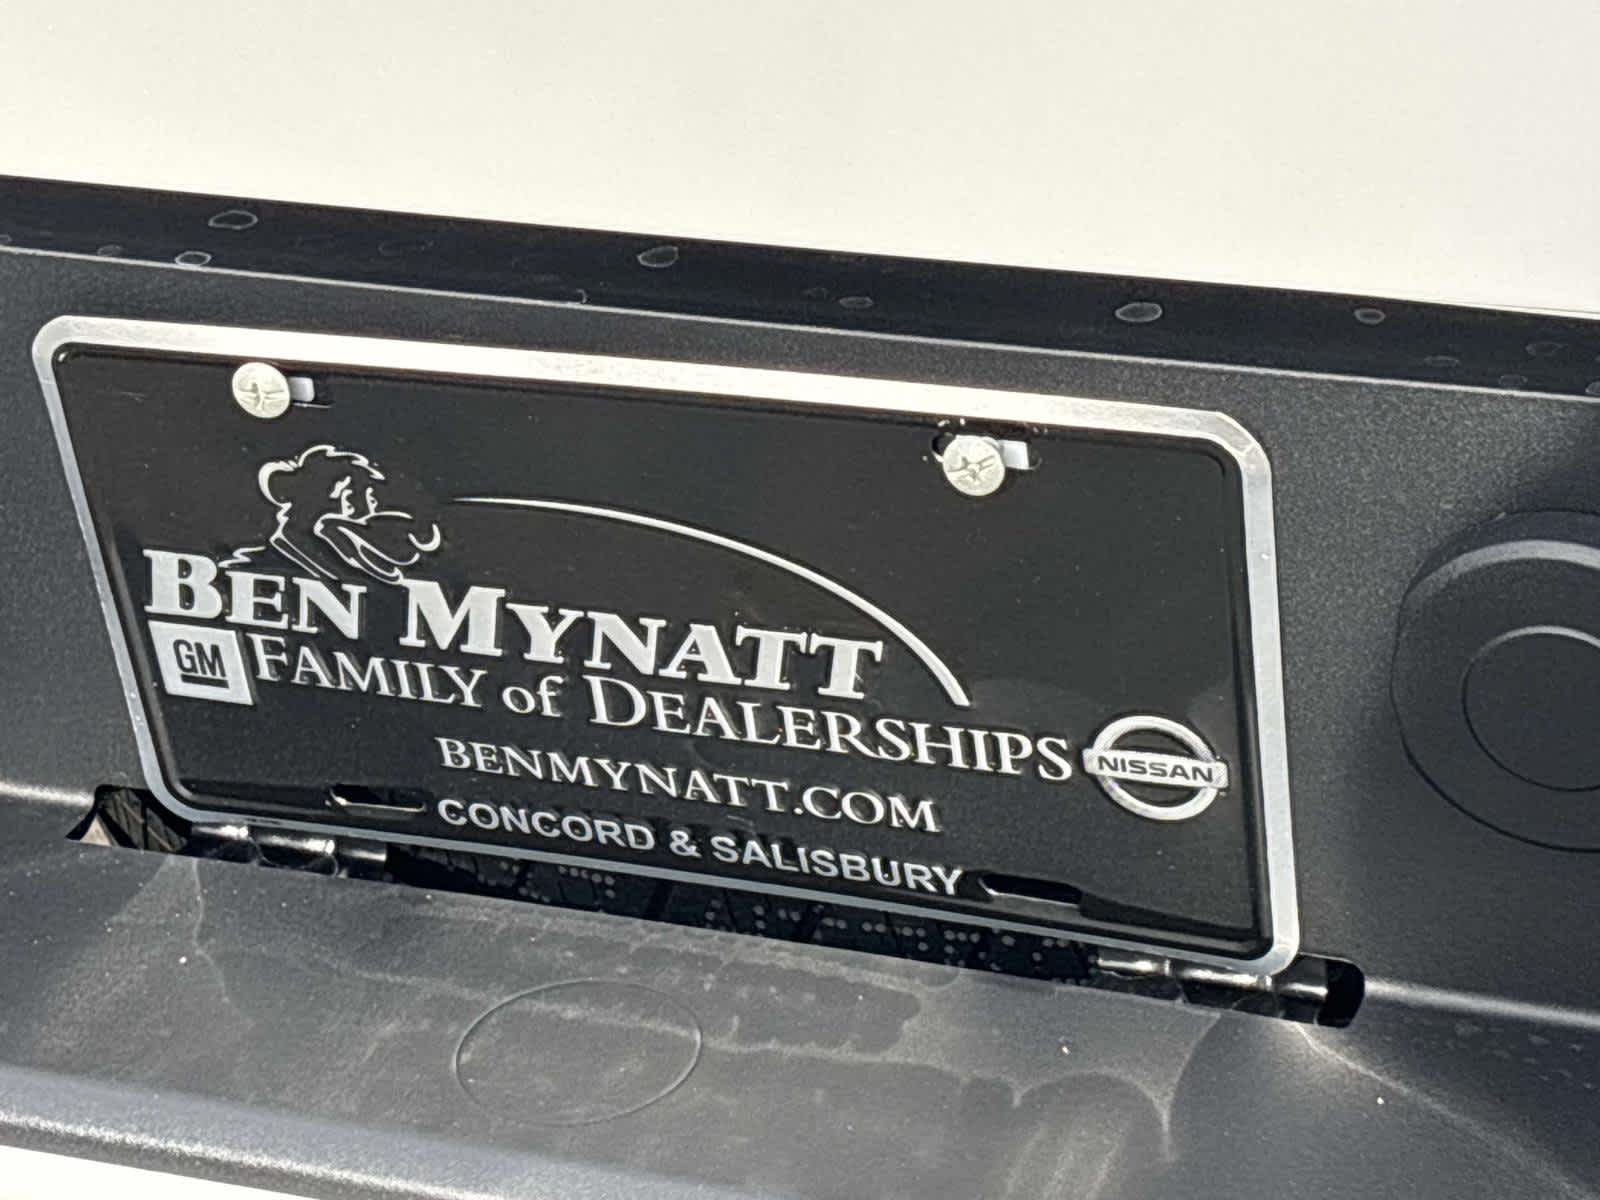 BEN MYNATT
GM FAMILY of DEALERSHIPS
NISSAN
BENMYNATT.COM
CONCORD & SALISBURY